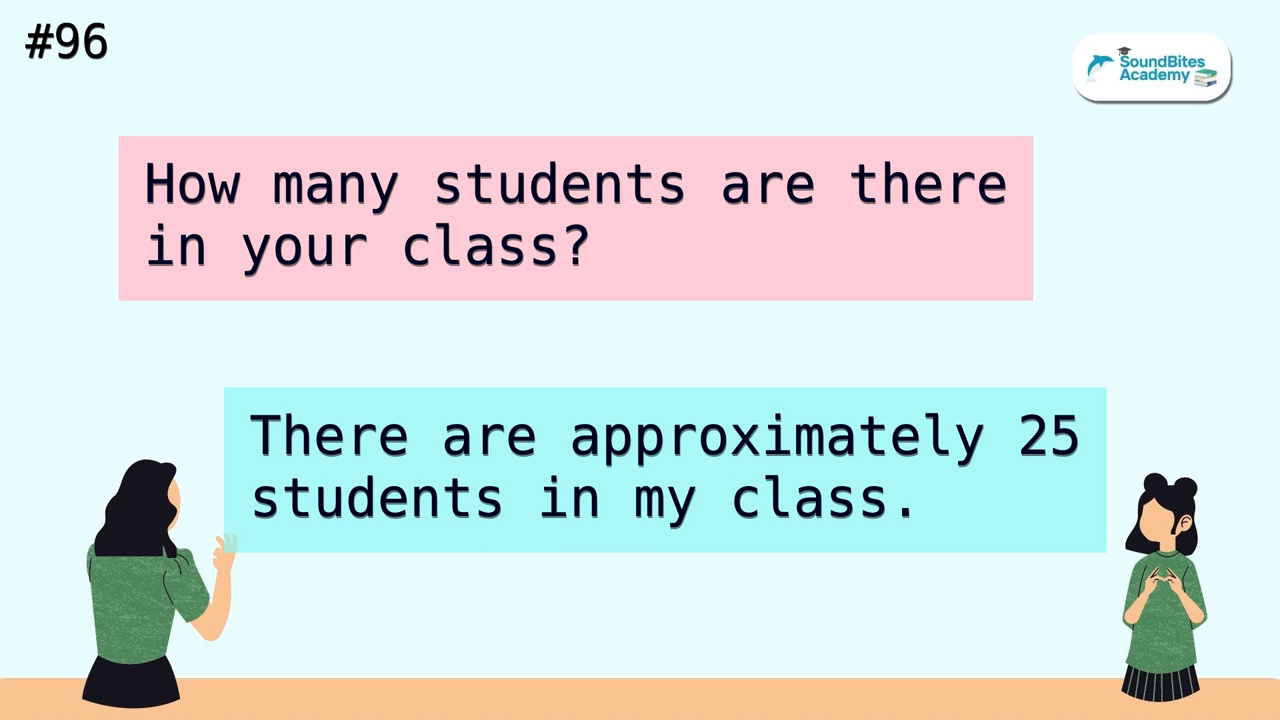 #96
SoundBites
Academy
How many students are there
in your class?
There are approximately 25
students in my class.